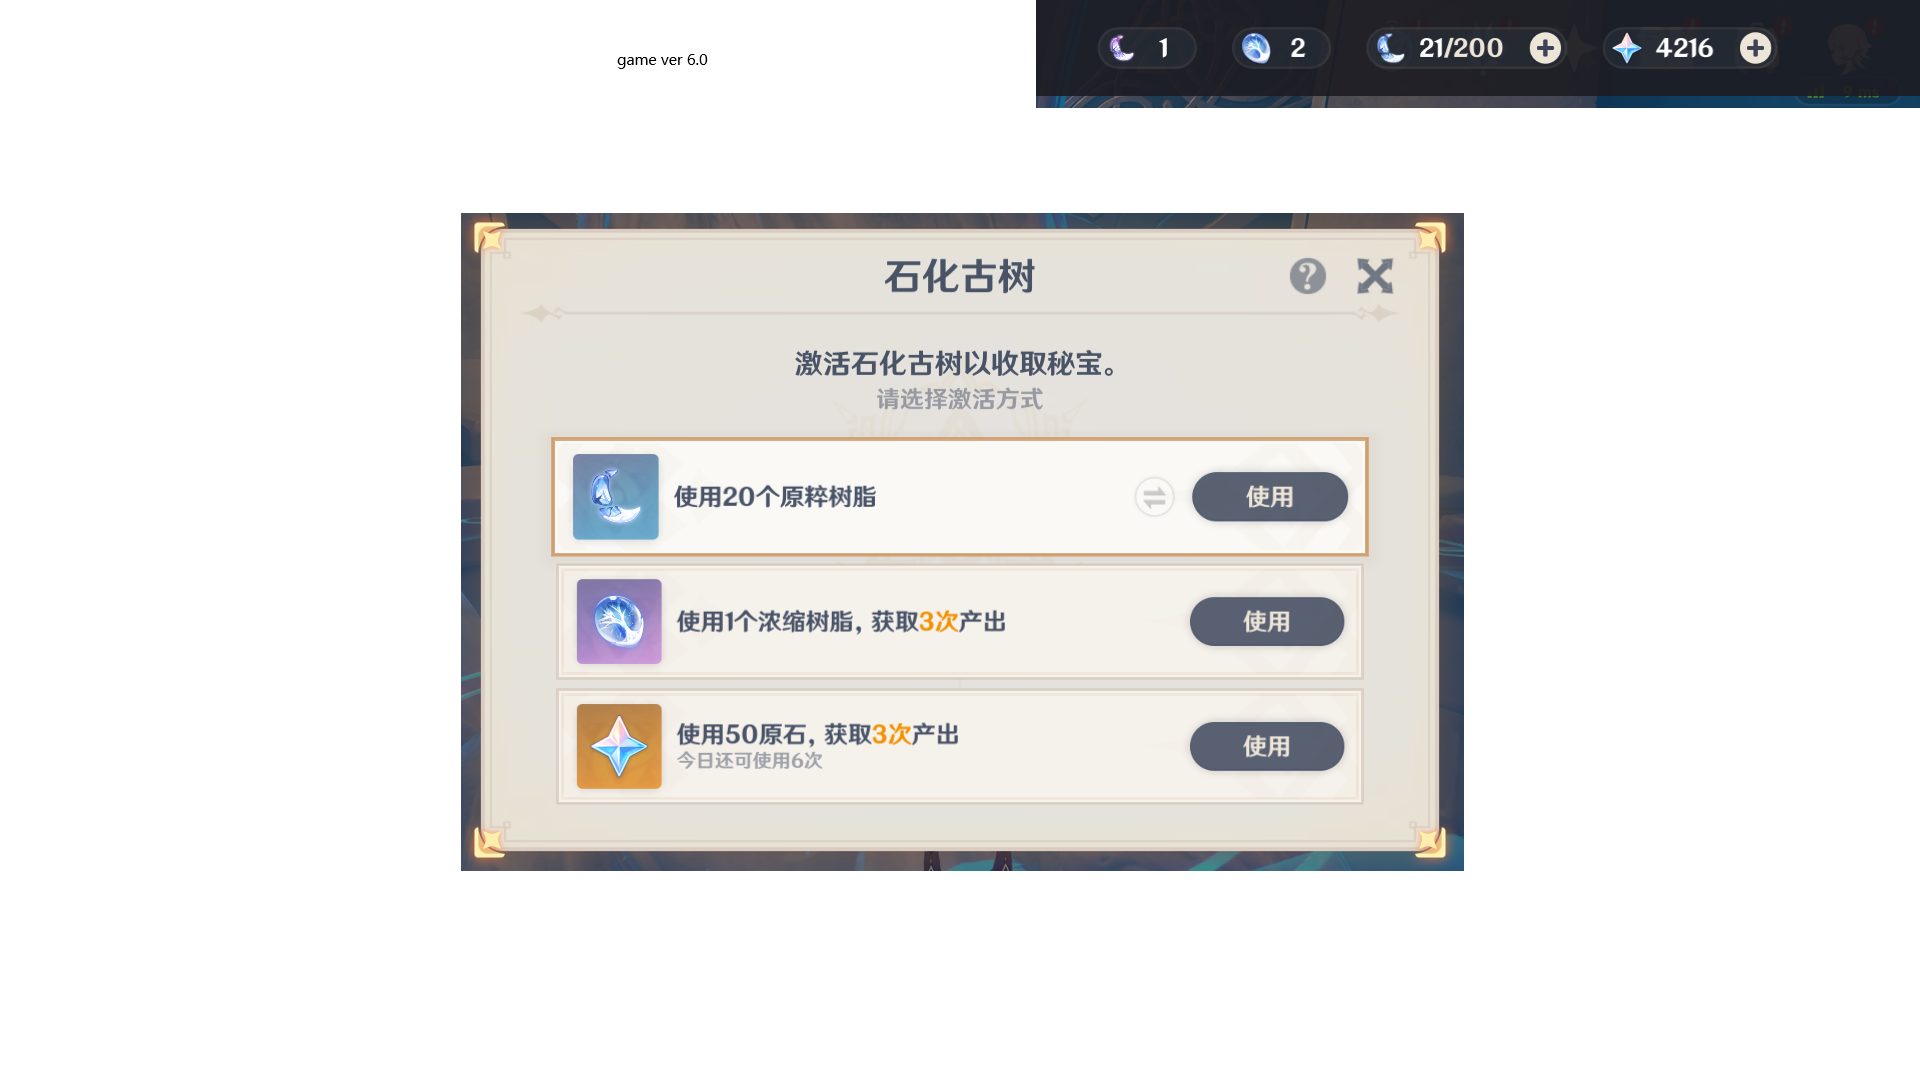 game ver 6.0
1
2
21/200
4216
石化古树
激活石化古树以收取秘宝。
请选择激活方式
使用20个原粹树脂
使用
使用1个浓缩树脂，获取3次产出
使用
使用50原石，获取3次产出
今日还可使用6次
使用